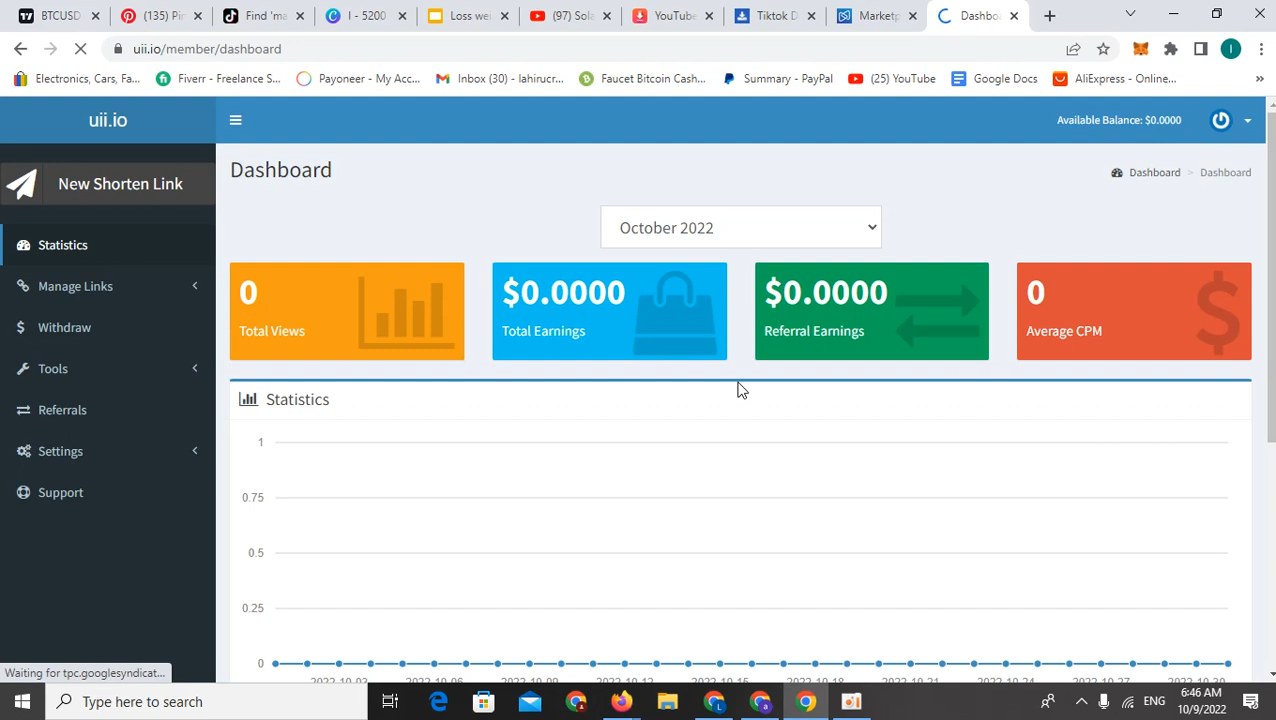 BTCUSD
(135) Pi
Find 'ma
I - 5200
Loss we
(97) Sola
YouTube
Tiktok D
Marketp
Dashboa
uii.io/member/dashboard
I
Electronics, Cars, Fa...
Fiverr - Freelance S...
Payoneer - My Acc...
Inbox (30) - lahirucr...
Faucet Bitcoin Cash...
Summary - PayPal
(25) YouTube
Google Docs
AliExpress - Online...
uii.io
Available Balance: $0.0000
New Shorten Link
Dashboard
Dashboard > Dashboard
October 2022
Statistics
Manage Links
Withdraw
Tools
Referrals
Settings
Support
0
Total Views
$0.0000
Total Earnings
$0.0000
Referral Earnings
0
Average CPM
Statistics
1
0.75
0.5
0.25
0
Waiting for tpc.googlesyndicat...
Type here to search
ENG
6:46 AM
10/9/2022